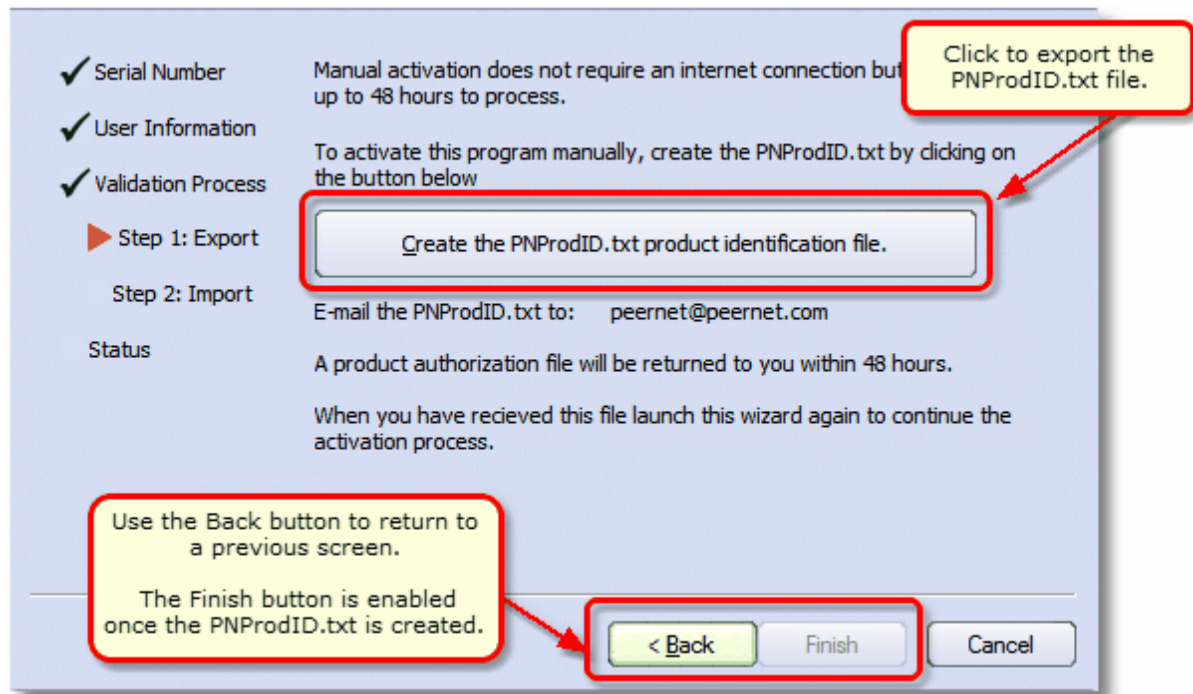 Serial Number
User Information
Validation Process
Step 1: Export
Step 2: Import
Status
Manual activation does not require an internet connection but
up to 48 hours to process.
Click to export the
PNProdID.txt file.
To activate this program manually, create the PNProdID.txt by clicking on
the button below
Create the PNProdID.txt product identification file.
E-mail the PNProdID.txt to: peernet@peernet.com
A product authorization file will be returned to you within 48 hours.
When you have recieved this file launch this wizard again to continue the
activation process.
Use the Back button to return to
a previous screen.
The Finish button is enabled
once the PNProdID.txt is created.
< Back
Finish
Cancel